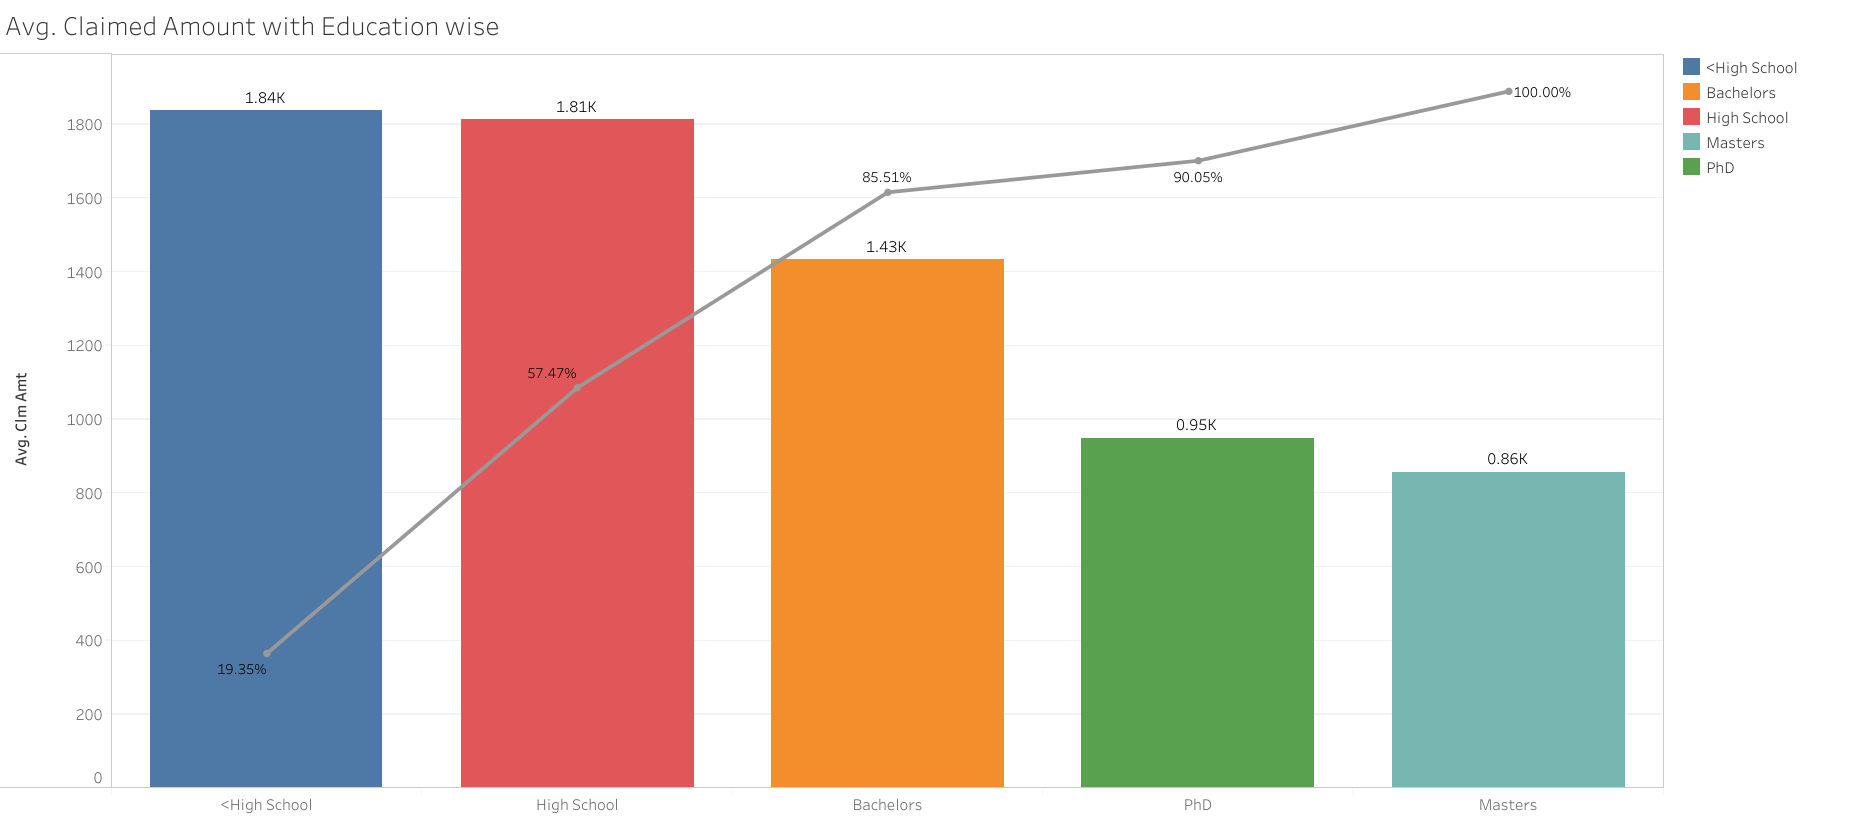 Avg. Claimed Amount with Education wise
<High School
Bachelors
High School
Masters
PhD
Avg. Clm Amt
1800
1600
1400
1200
1000
800
600
400
200
0
1.84K
1.81K
1.43K
0.95K
0.86K
19.35%
57.47%
85.51%
90.05%
100.00%
<High School
High School
Bachelors
PhD
Masters